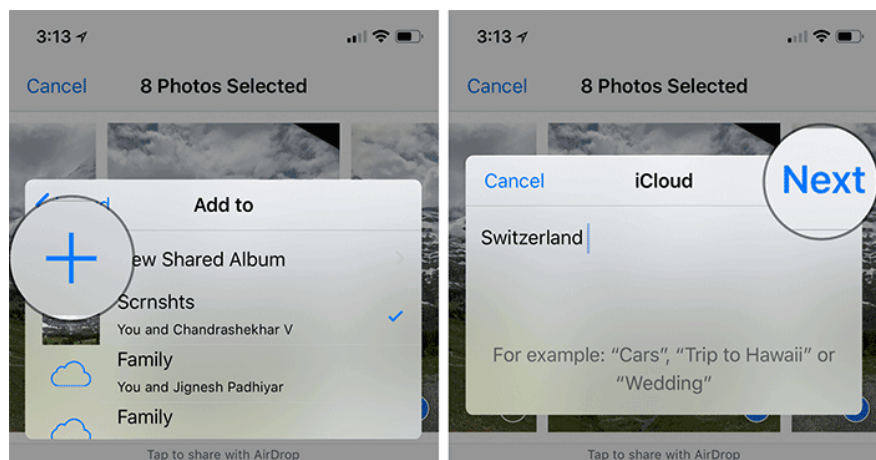 3:13
Cancel
8 Photos Selected
Add to
ew Shared Album
Scrnshts
You and Chandrashekhar V
Family
You and Jignesh Padhiyar
Family
Tap to share with AirDrop
3:13
Cancel
8 Photos Selected
Cancel
iCloud
Next
Switzerland
For example: “Cars”, “Trip to Hawaii” or
“Wedding”
Tap to share with AirDrop